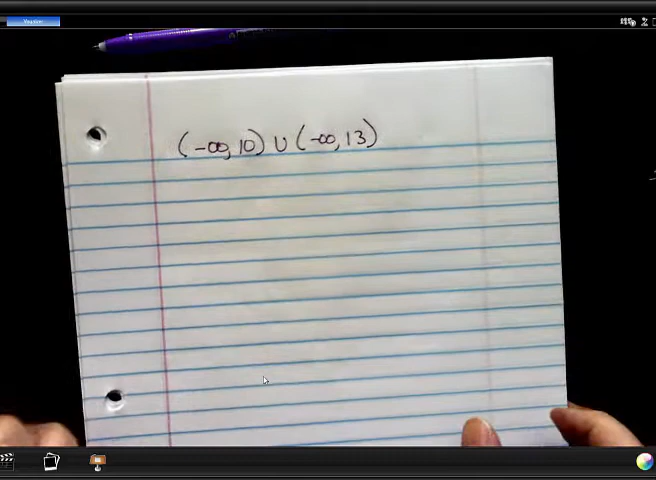 (-∞, 10) ∪ (-∞, 13)